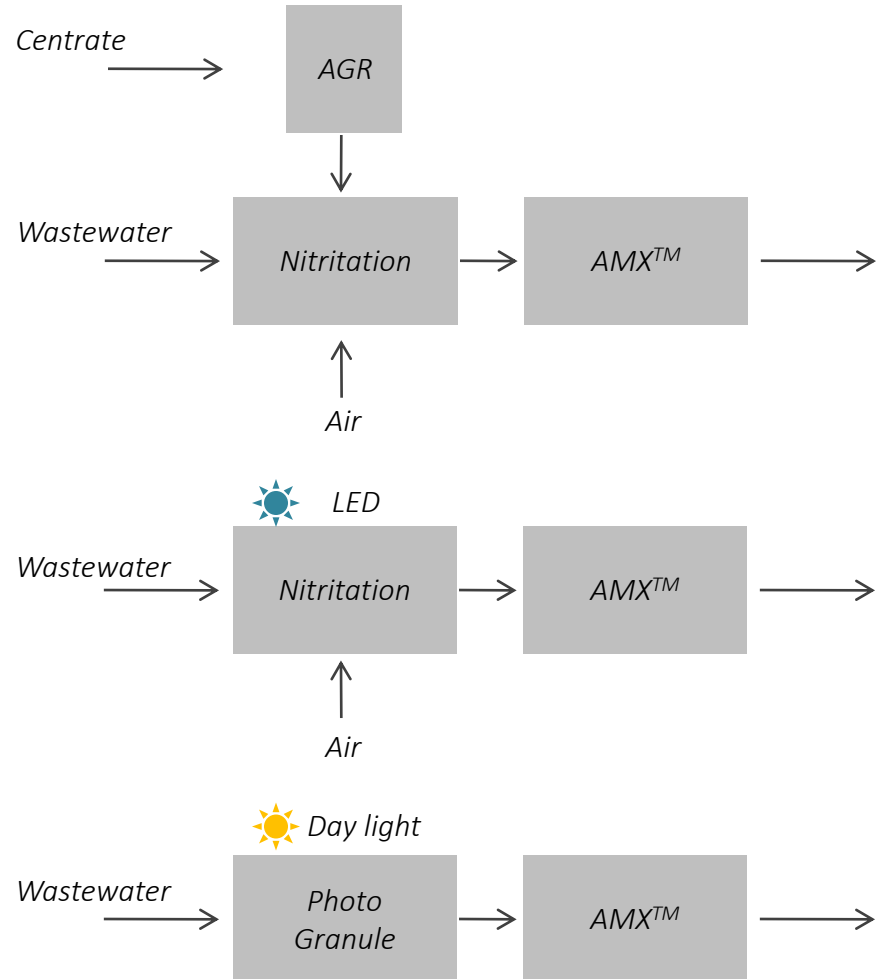 Centrate
AGR
Wastewater
Nitritation
AMX™
Air
LED
Wastewater
Nitritation
AMX™
Air
Day light
Wastewater
Photo
Granule
AMX™